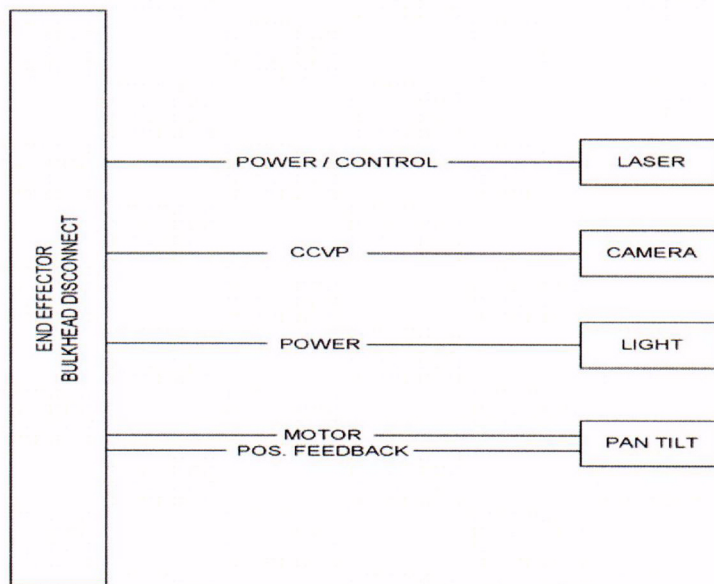 END EFFECTOR
BULKHEAD DISCONNECT
POWER / CONTROL
LASER
CCVP
CAMERA
POWER
LIGHT
MOTOR
POS. FEEDBACK
PAN TILT